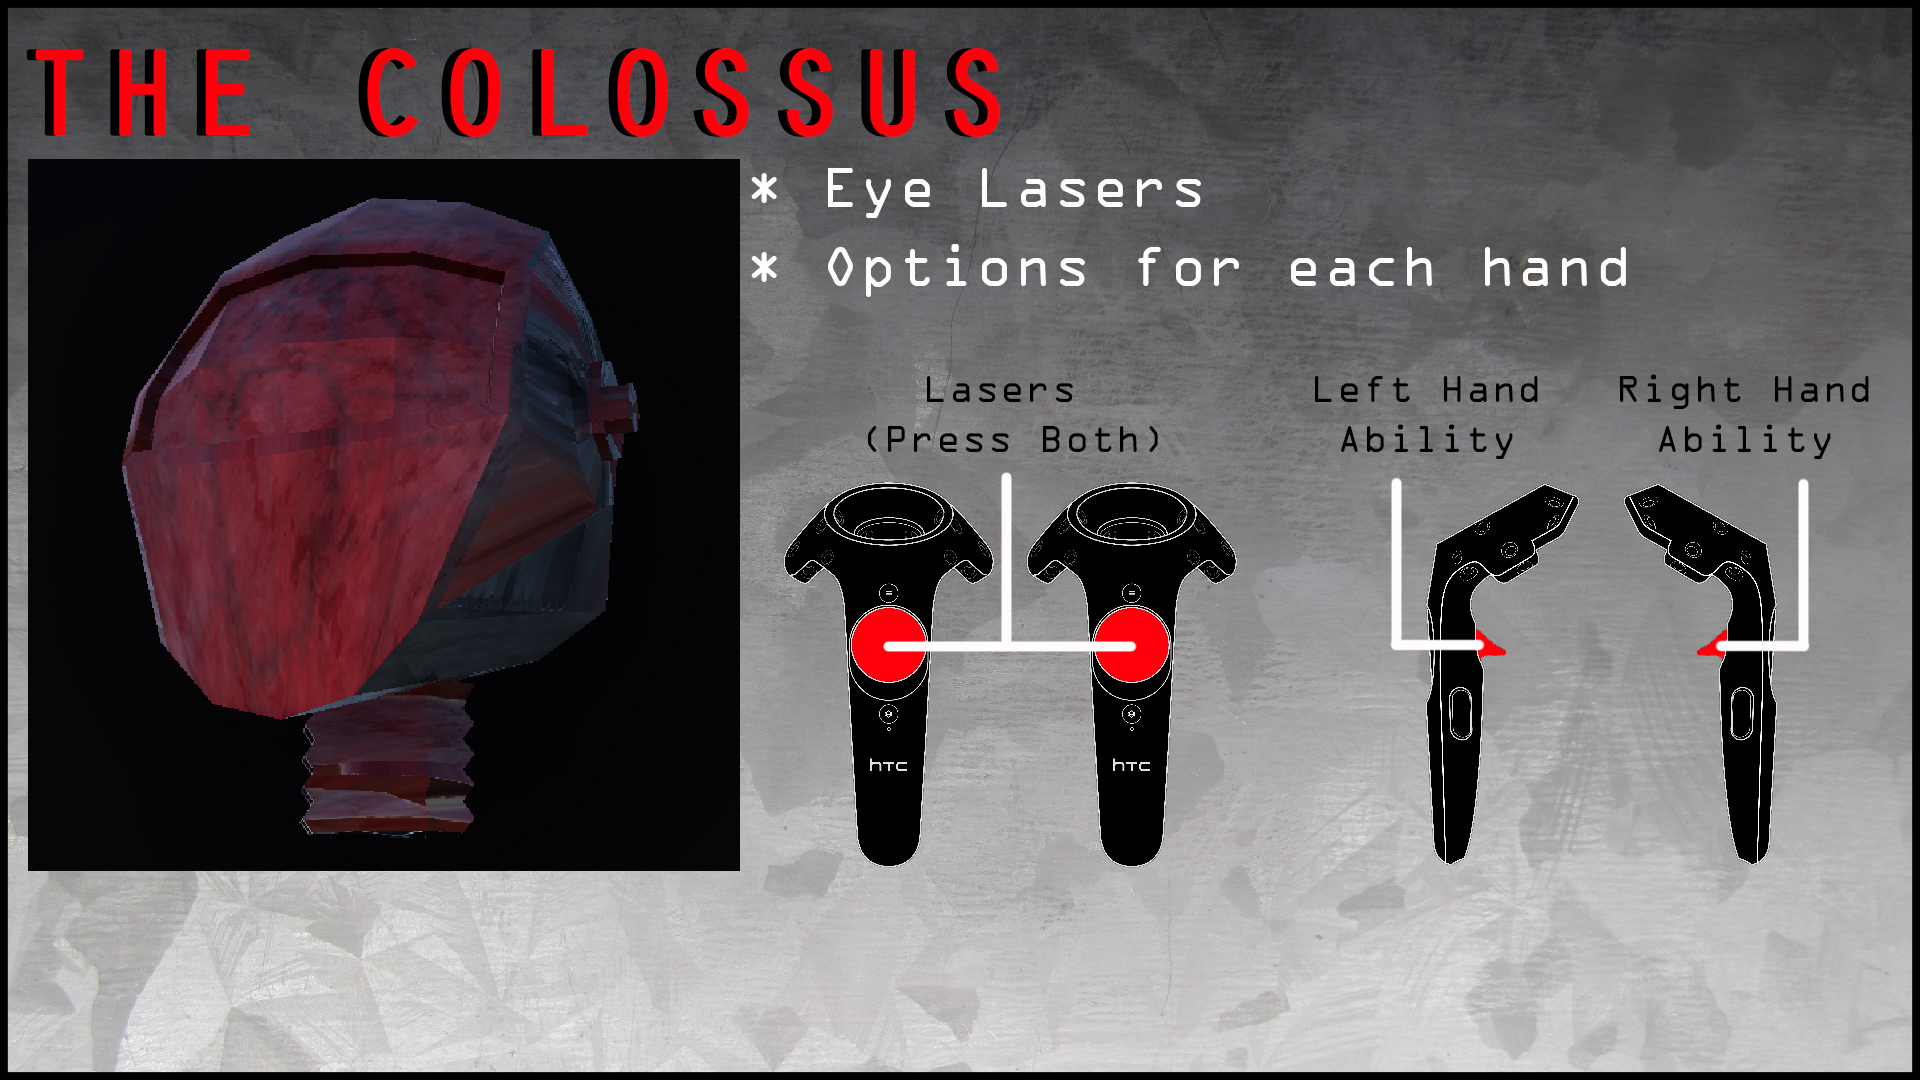 THE COLOSSUS
* Eye Lasers
* Options for each hand
Lasers
(Press Both)
Left Hand
Ability
Right Hand
Ability
hTC
hTC